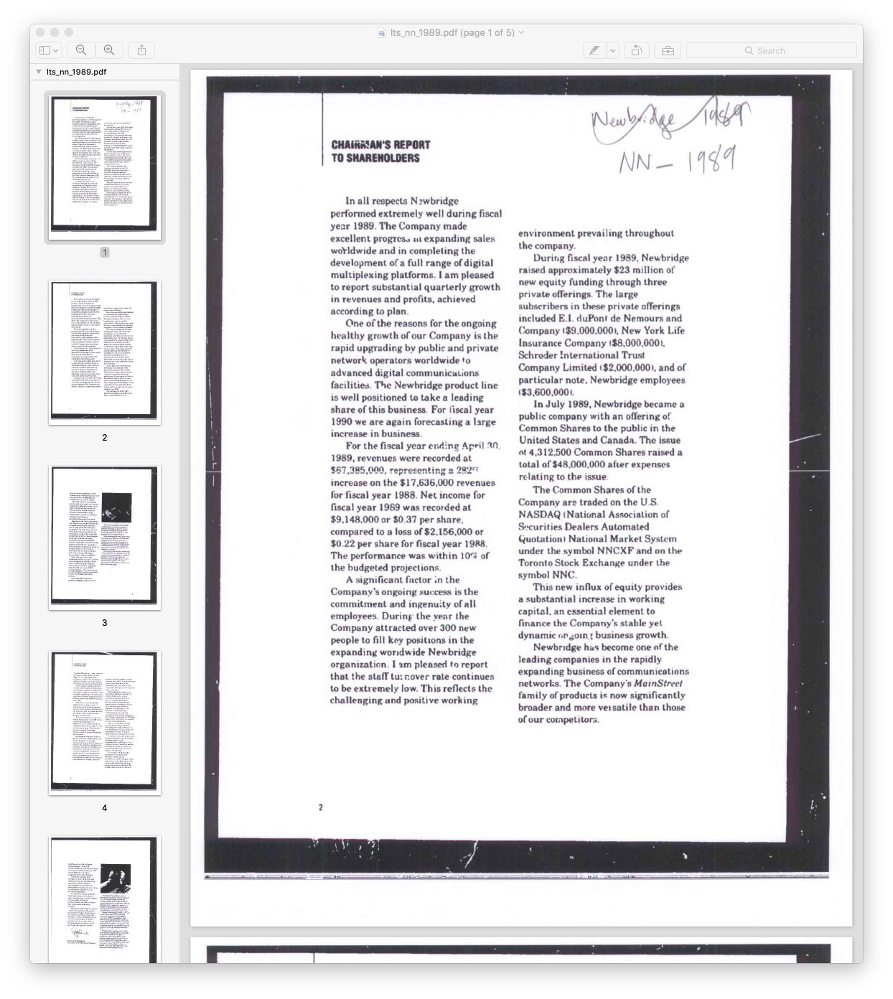 lts_nn_1989.pdf (page 1 of 5)
Search
lts_nn_1989.pdf
1
2
3
4
Newbridge 1989
NN - 1989
CHAIRMAN'S REPORT
TO SHAREHOLDERS
In all respects Newbridge
performed extremely well during fiscal
year 1989. The Company made
excellent progress in expanding sales
worldwide and in completing the
development of a full range of digital
multiplexing platforms. I am pleased
to report substantial quarterly growth
in revenues and profits, achieved
according to plan.
One of the reasons for the ongoing
healthy growth of our Company is the
rapid upgrading by public and private
network operators worldwide to
advanced digital communications
facilities. The Newbridge product line
is well positioned to take a leading
share of this business. For fiscal year
1990 we are again forecasting a large
increase in business.
For the fiscal year ending April 30,
1989, revenues were recorded at
$67,385,000, representing a 282%
increase on the $17,636,000 revenues
for fiscal year 1988. Net income for
fiscal year 1989 was recorded at
$9,148,000 or $0.37 per share,
compared to a loss of $2,156,000 or
$0.22 per share for fiscal year 1988.
The performance was within 10% of
the budgeted projections.
A significant factor in the
Company's ongoing success is the
commitment and ingenuity of all
employees. During the year the
Company attracted over 300 new
people to fill key positions in the
expanding worldwide Newbridge
organization. I am pleased to report
that the staff turnover rate continues
to be extremely low. This reflects the
challenging and positive working
environment prevailing throughout
the company.
During fiscal year 1989, Newbridge
raised approximately $23 million of
new equity funding through three
private offerings. The large
subscribers in these private offerings
included E.I. duPont de Nemours and
Company ($9,000,000), New York Life
Insurance Company ($8,000,000),
Schroder International Trust
Company Limited ($2,000,000), and of
particular note, Newbridge employees
($3,600,000).
In July 1989, Newbridge became a
public company with an offering of
Common Shares to the public in the
United States and Canada. The issue
of 4,312,500 Common Shares raised a
total of $48,000,000 after expenses
relating to the issue.
The Common Shares of the
Company are traded on the U.S.
NASDAQ (National Association of
Securities Dealers Automated
Quotation) National Market System
under the symbol NNCXF and on the
Toronto Stock Exchange under the
symbol NNC.
This new influx of equity provides
a substantial increase in working
capital, an essential element to
finance the Company's stable yet
dynamic ongoing business growth.
Newbridge has become one of the
leading companies in the rapidly
expanding business of communications
networks. The Company's MainStreet
family of products is now significantly
broader and more versatile than those
of our competitors.
2